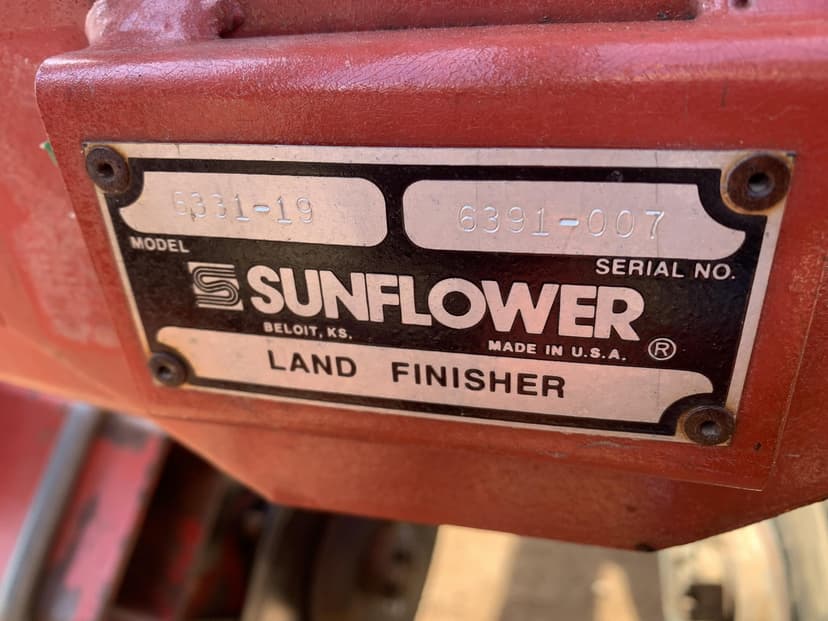 6331-19
6391-007
MODEL
SERIAL NO.
SUNFLOWER
BELOIT, KS.
MADE IN U.S.A. ®
LAND FINISHER